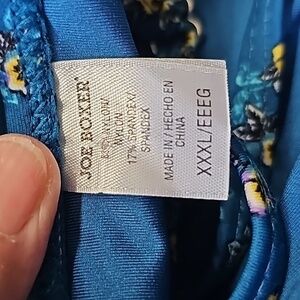 JOE BOXER®
83% NYLON/
NYLON
17% SPANDEX/
SPANDEX
MADE IN / HECHO EN
CHINA
XXXL/EEEG